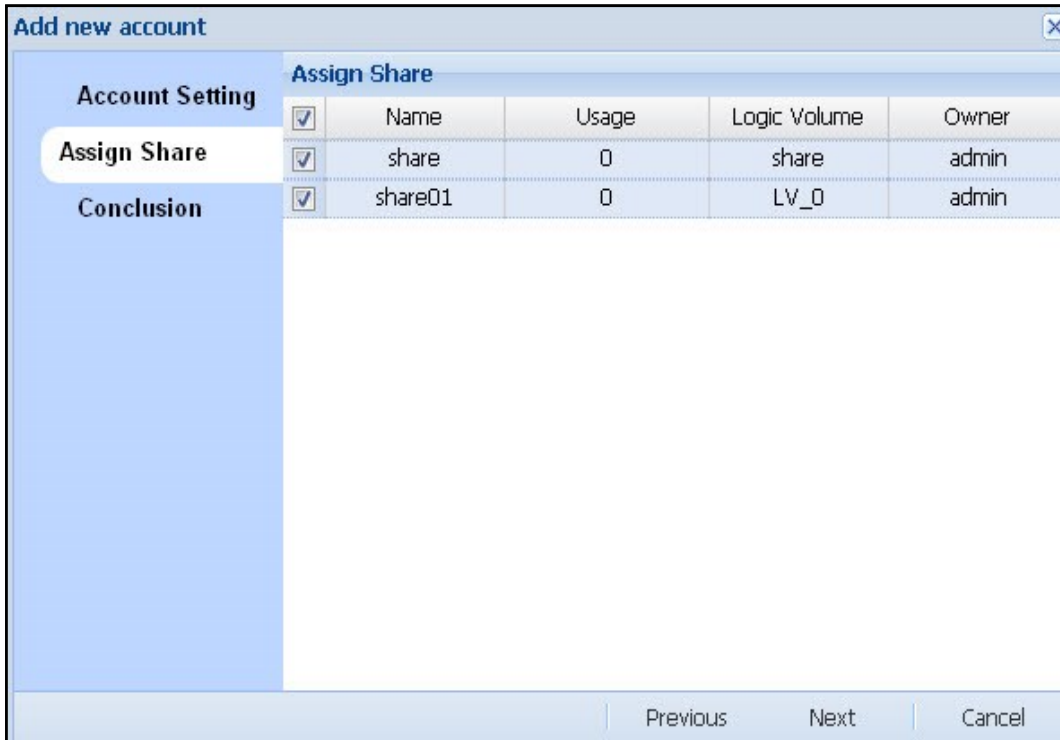 Add new account
Account Setting
Assign Share
Conclusion
Assign Share
Name Usage Logic Volume Owner
share 0 share admin
share01 0 LV_0 admin
Previous Next Cancel